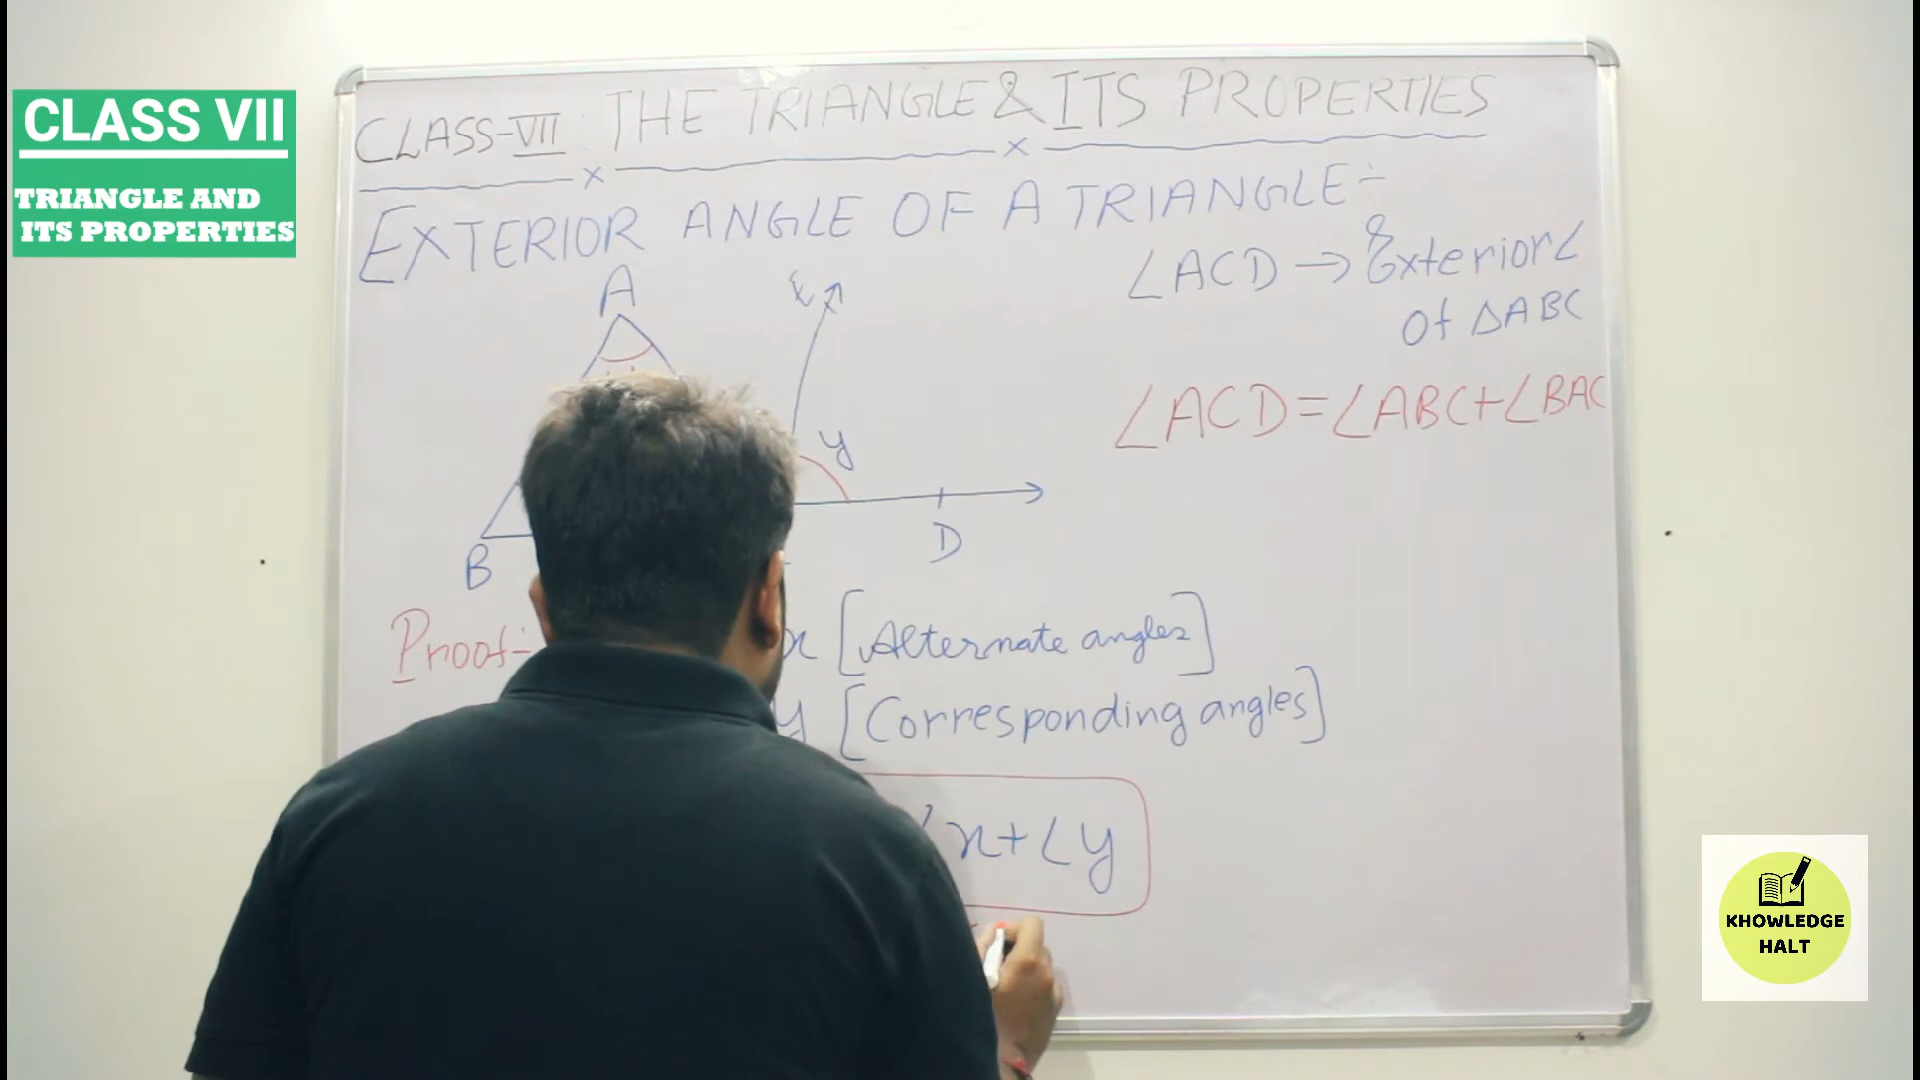 CLASS VII
TRIANGLE AND
ITS PROPERTIES
CLASS-VII THE TRIANGLE & ITS PROPERTIES
EXTERIOR ANGLE OF A TRIANGLE÷
∠ACD → Exterior∠
of ΔABC
∠ACD=∠ABC+∠BAC
A
y
B
D
Proof:-
x [Alternate angles]
y [Corresponding angles]
x+∠y
KHOWLEDGE
HALT